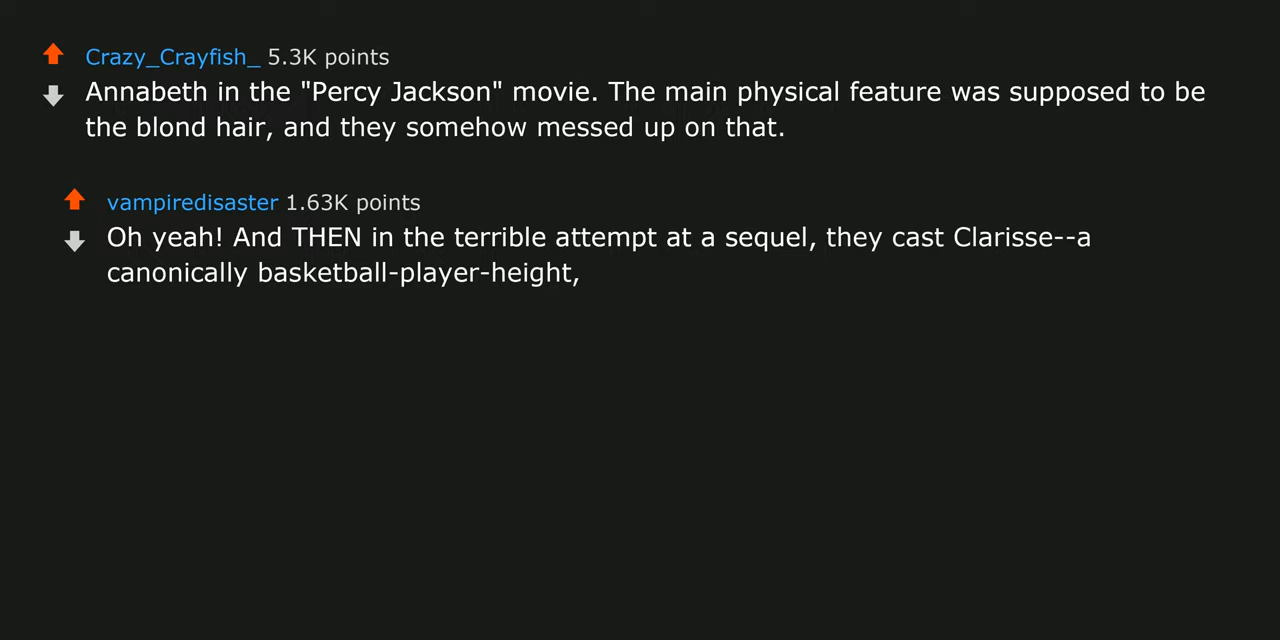 Crazy_Crayfish_ 5.3K points
Annabeth in the "Percy Jackson" movie. The main physical feature was supposed to be
the blond hair, and they somehow messed up on that.
vampiredisaster 1.63K points
Oh yeah! And THEN in the terrible attempt at a sequel, they cast Clarisse--a
canonically basketball-player-height,